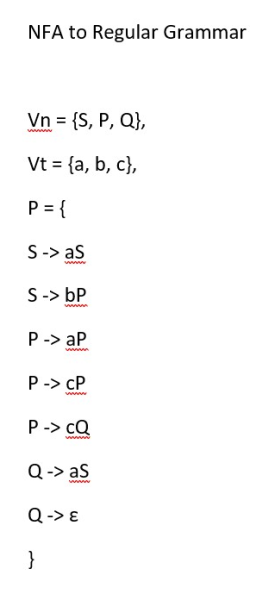 NFA to Regular Grammar
Vn = {S, P, Q},
Vt = {a, b, c},
P = {
S -> aS
S -> bP
P -> aP
P -> cP
P -> cQ
Q -> aS
Q -> ε
}